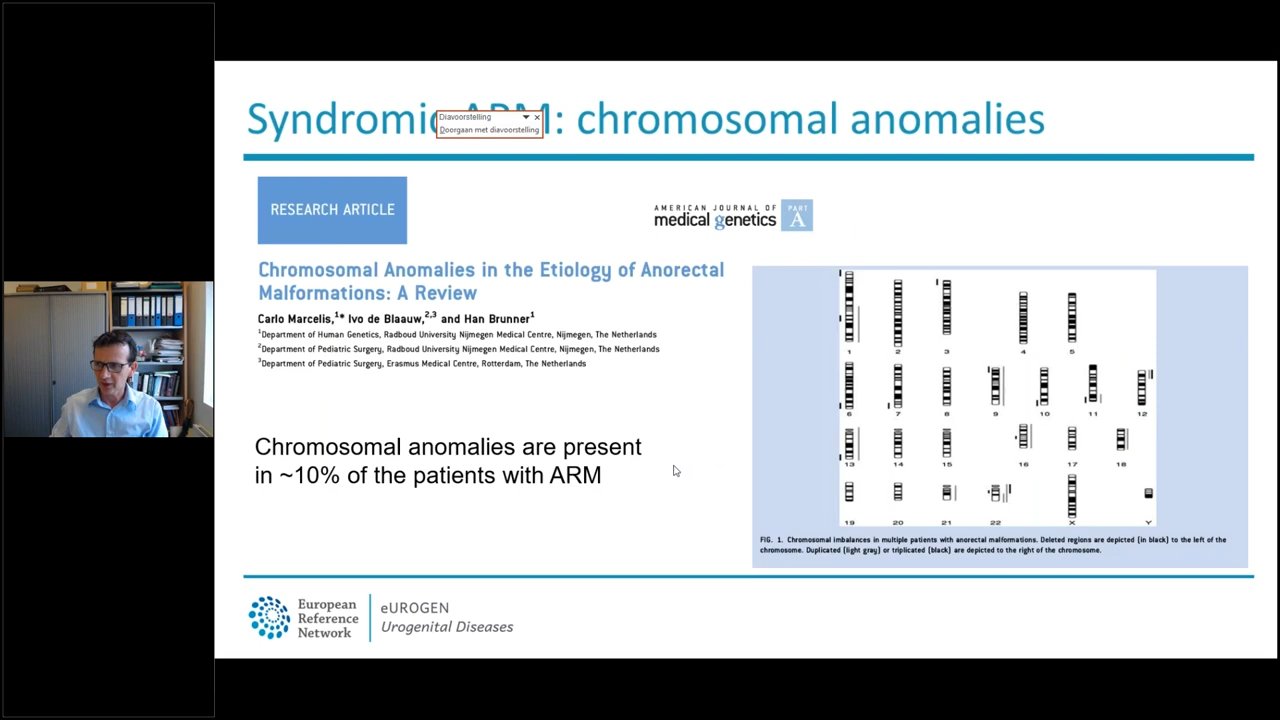 Syndromic ARM: chromosomal anomalies
Diavoorstelling
Doorgaan met diavoorstelling
RESEARCH ARTICLE
AMERICAN JOURNAL OF
medical genetics
PART
A
Chromosomal Anomalies in the Etiology of Anorectal
Malformations: A Review
Carlo Marcelis,1* Ivo de Blaauw,2,3 and Han Brunner1
1Department of Human Genetics, Radboud University Nijmegen Medical Centre, Nijmegen, The Netherlands
2Department of Pediatric Surgery, Radboud University Nijmegen Medical Centre, Nijmegen, The Netherlands
3Department of Pediatric Surgery, Erasmus Medical Centre, Rotterdam, The Netherlands
Chromosomal anomalies are present
in ~10% of the patients with ARM
1 2 3 4 5
6 7 8 9 10 11 12
13 14 15 16 17 18
19 20 21 22 X Y
FIG. 1. Chromosomal imbalances in multiple patients with anorectal malformations. Deleted regions are depicted (in black) to the left of the
chromosome. Duplicated (light gray) or triplicated (black) are depicted to the right of the chromosome.
European
Reference
Network
eUROGEN
Urogenital Diseases